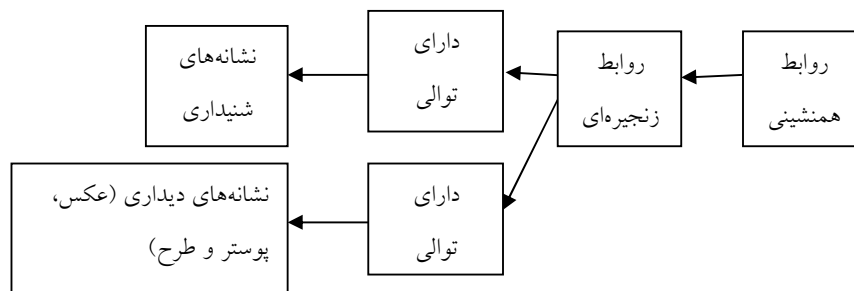 روابط
همنشینی
روابط
زنجیره‌ای
دارای
توالی
نشانه‌های
شنیداری
دارای
توالی
نشانه‌های دیداری (عکس،
پوستر و طرح)